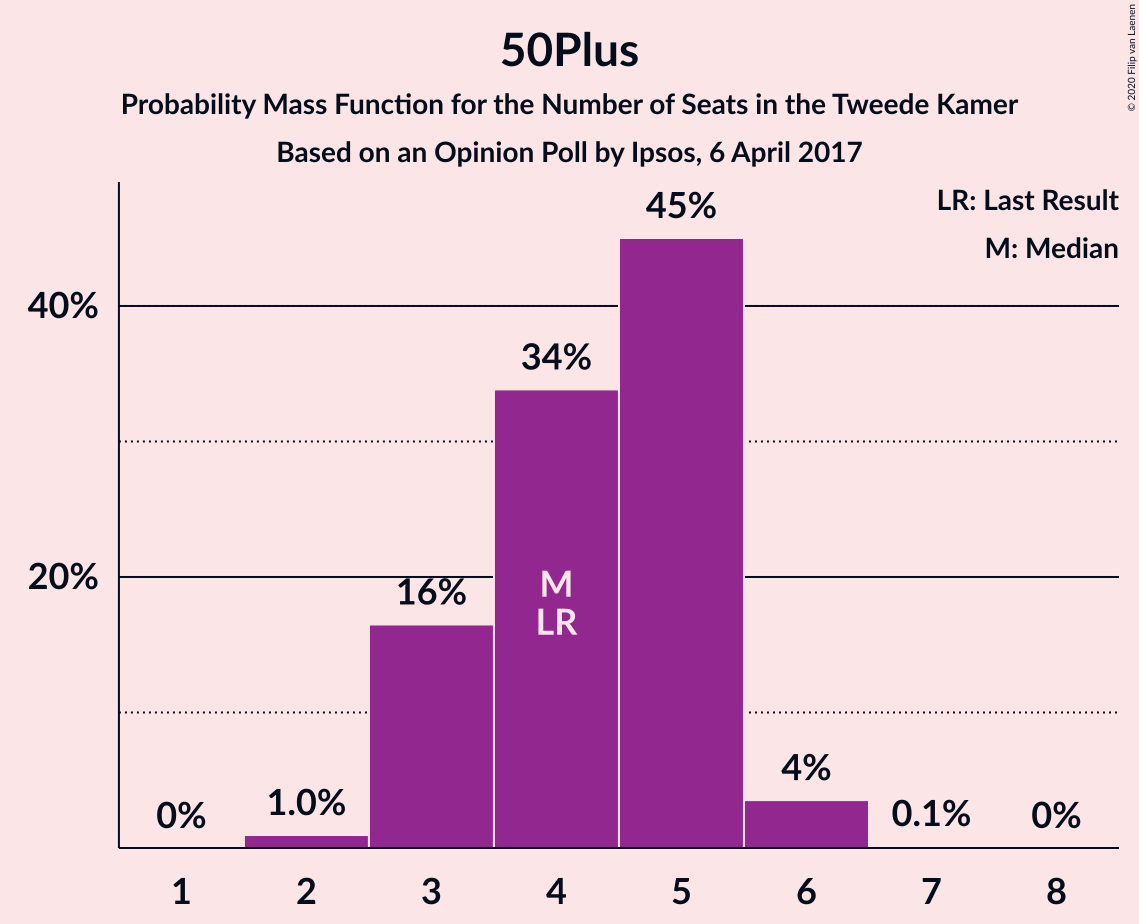 50Plus
Probability Mass Function for the Number of Seats in the Tweede Kamer
Based on an Opinion Poll by Ipsos, 6 April 2017
© 2020 Filip van Laenen
LR: Last Result
M: Median
40%
20%
0%
1.0%
16%
34%
45%
4%
0.1%
0%
M
LR
1 2 3 4 5 6 7 8